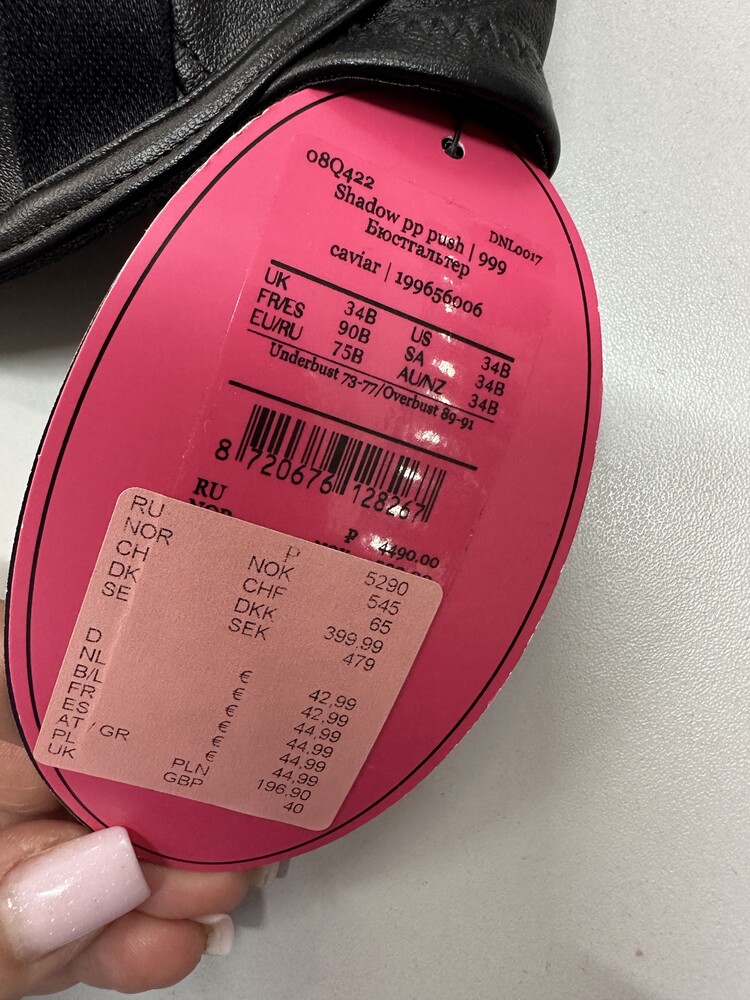 08Q422
DNL0017
Shadow pp push | 999
Бюстгальтер
caviar | 199656006
UK 34B US 34B
FR/ES 90B SA 34B
EU/RU 75B AU/NZ 34B
Underbust 73-77/Overbust 89-91
8 720676 128267
RU ₽ 4490.00
NOR
RU ₽ 5290
NOR NOK 545
CH CHF 65
DK DKK 399.99
SE SEK 479
D € 42,99
NL € 42,99
B/L € 44,99
FR € 44,99
ES € 44,99
AT / GR € 44,99
PL PLN 196,90
UK GBP 40